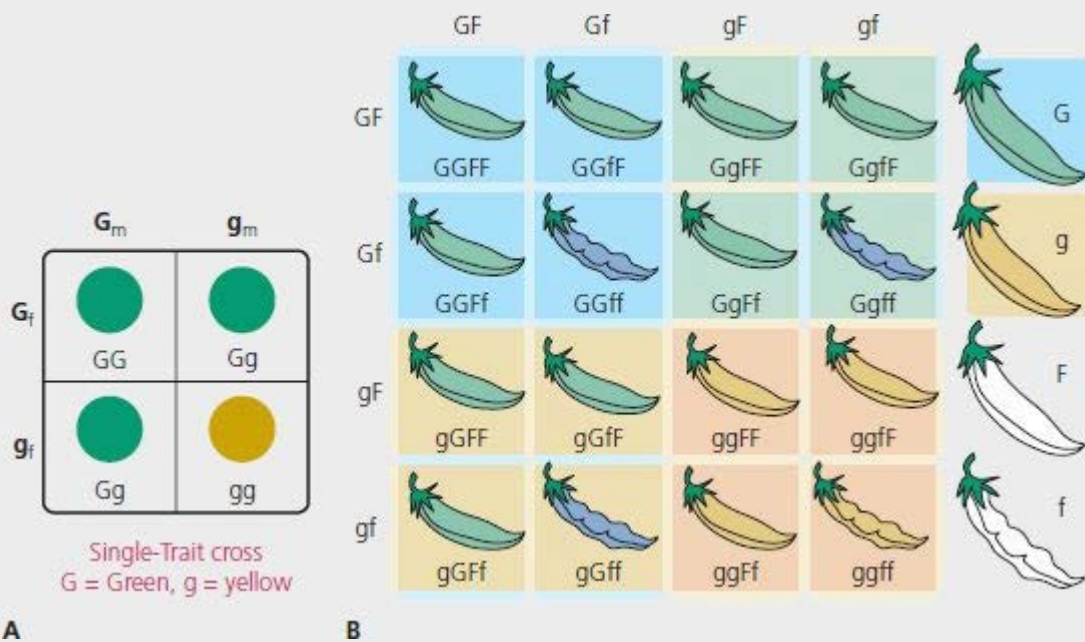 GF Gf gF gf
GF GGFF GGfF GgFF GgfF G
Gf GGFf GGff GgFf Ggff g
gF gGFF gGfF ggFF ggfF F
gf gGFf gGff ggFf ggff f
Gm gm
Gf GG Gg
gf Gg gg
Single-Trait cross
G = Green, g = yellow
A B